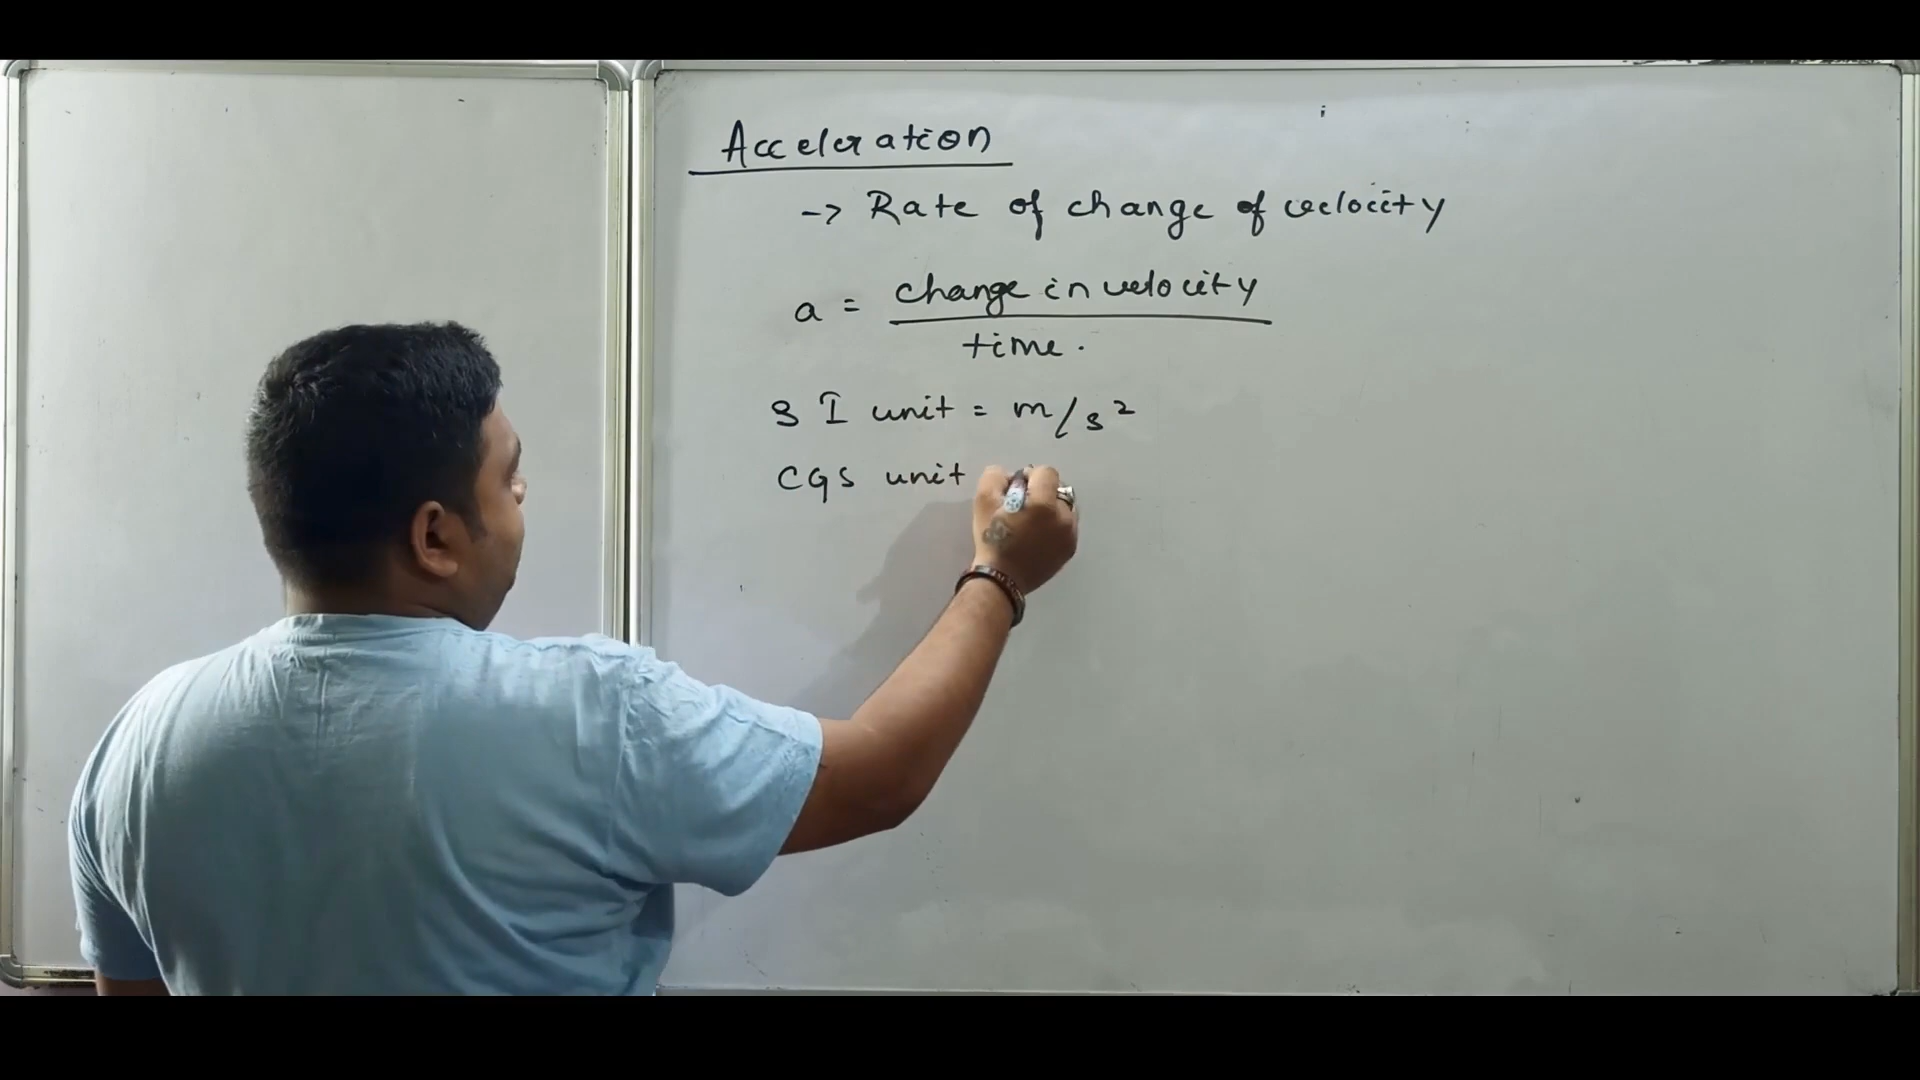 Acceleration
-> Rate of change of velocity
a = change in velocity
time.
S I unit = m/s²
CGS unit